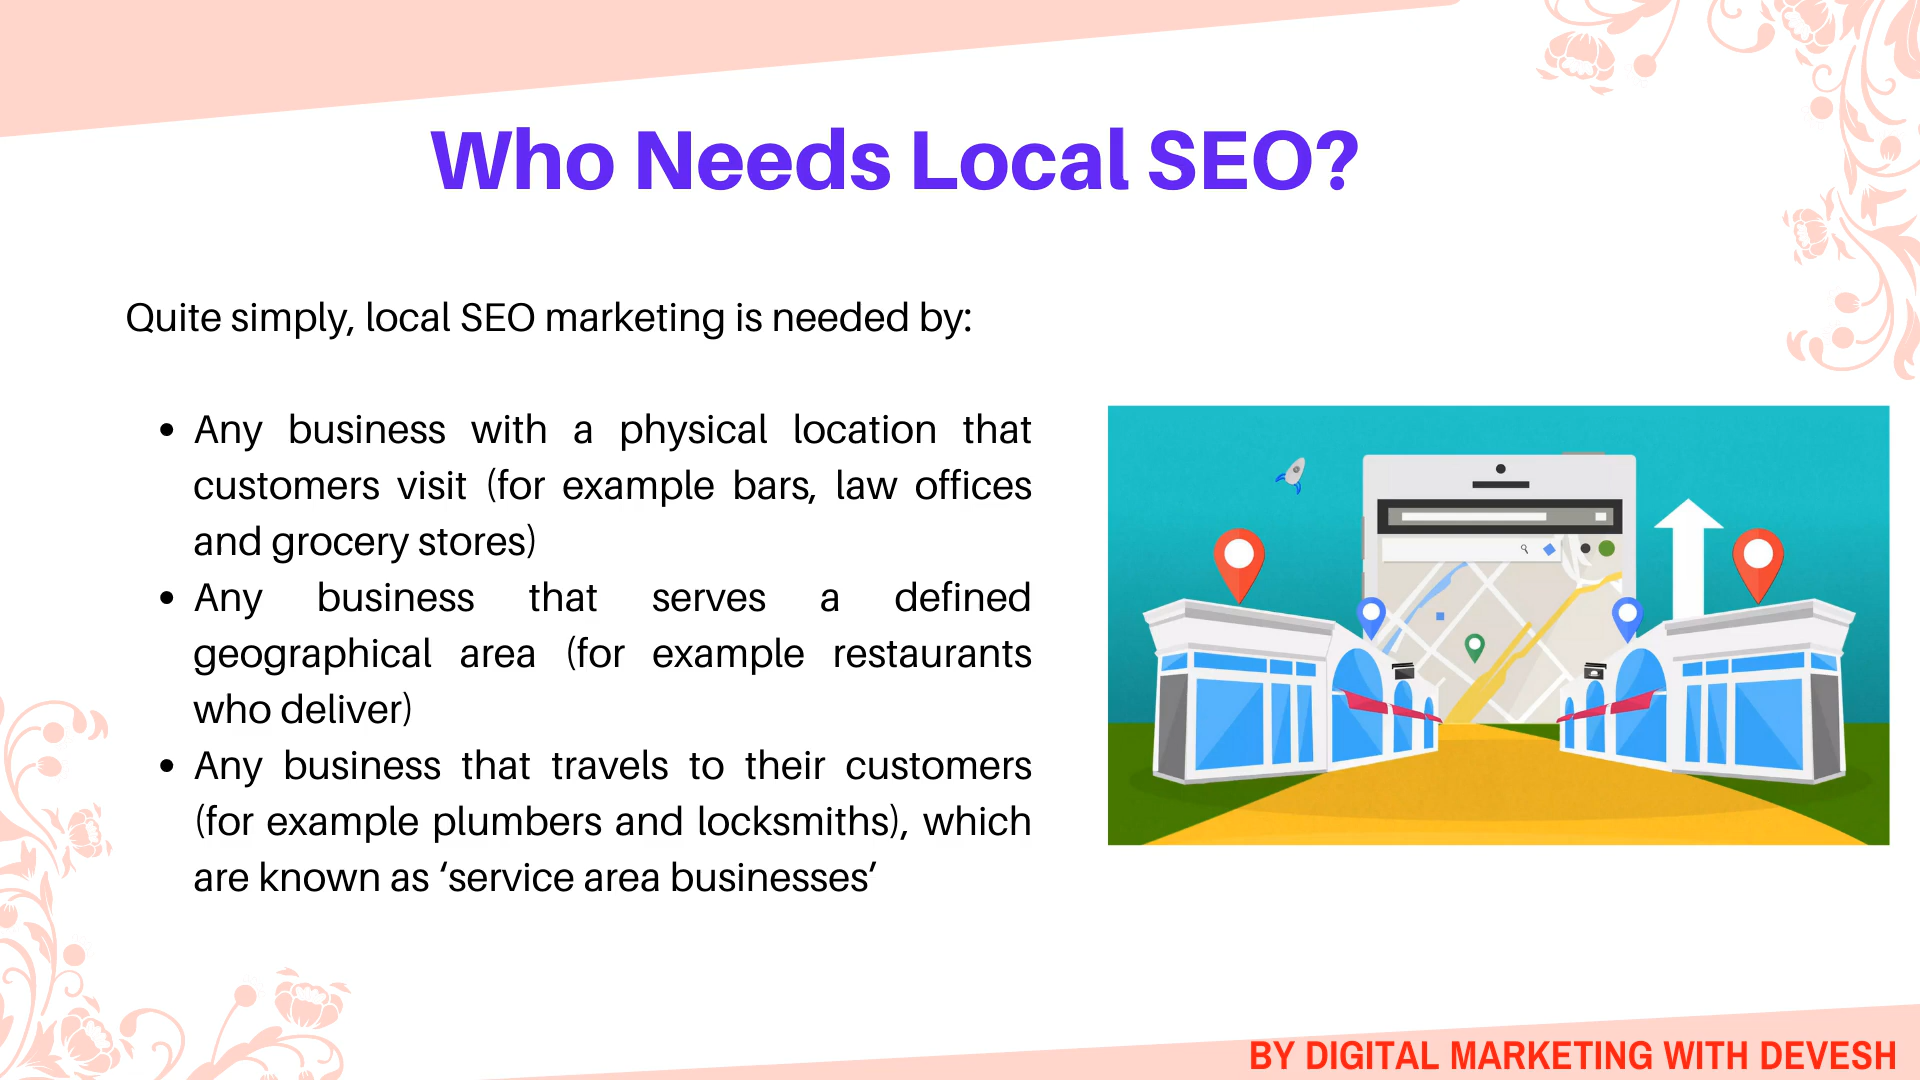 Who Needs Local SEO?
Quite simply, local SEO marketing is needed by:
• Any business with a physical location that
customers visit (for example bars, law offices
and grocery stores)
• Any business that serves a defined
geographical area (for example restaurants
who deliver)
• Any business that travels to their customers
(for example plumbers and locksmiths), which
are known as ‘service area businesses’
BY DIGITAL MARKETING WITH DEVESH